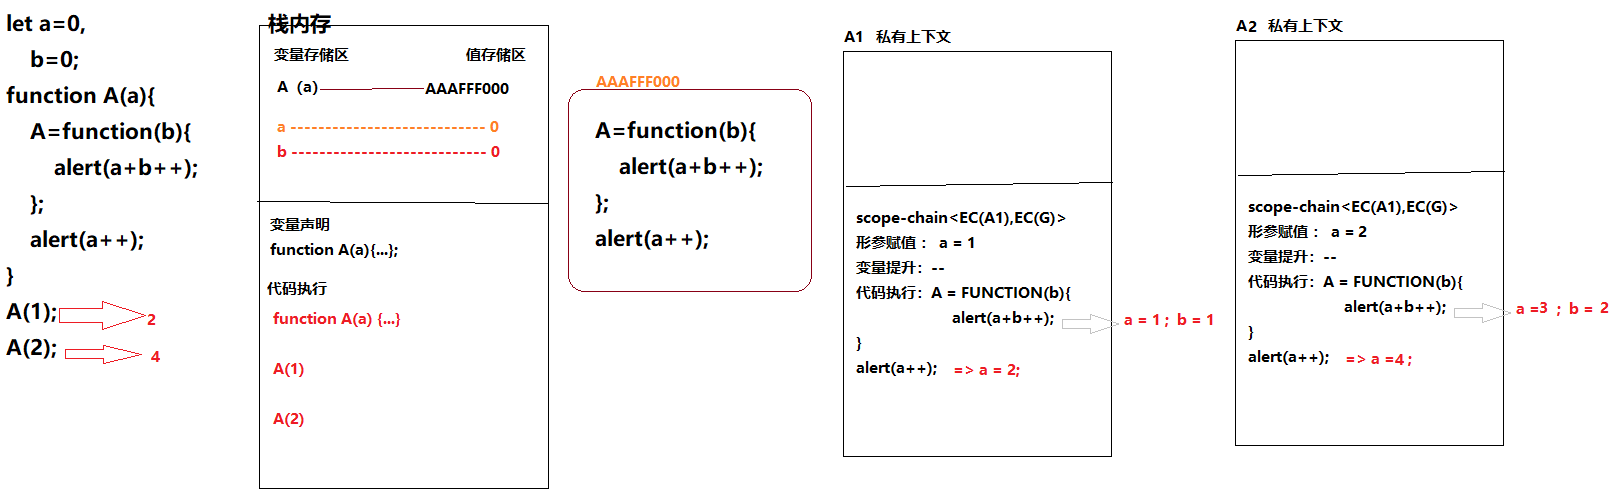 let a=0,
b=0;
function A(a){
A=function(b){
alert(a+b++);
};
alert(a++);
}
A(1);
2
A(2);
4
栈内存
变量存储区 值存储区
A（a) AAAFFF000
a ---------------------------- 0
b ---------------------------- 0
变量声明
function A(a){...};
代码执行
function A(a) {...}
A(1)
A(2)
AAAFFF000
A=function(b){
alert(a+b++);
};
alert(a++);
A1 私有上下文
scope-chain<EC(A1),EC(G)>
形参赋值： a = 1
变量提升：--
代码执行：A = FUNCTION(b){
alert(a+b++);
a = 1 ; b = 1
}
alert(a++); => a = 2;
A2 私有上下文
scope-chain<EC(A1),EC(G)>
形参赋值： a = 2
变量提升：--
代码执行：A = FUNCTION(b){
alert(a+b++);
a =3 ; b = 2
}
alert(a++); => a =4 ;